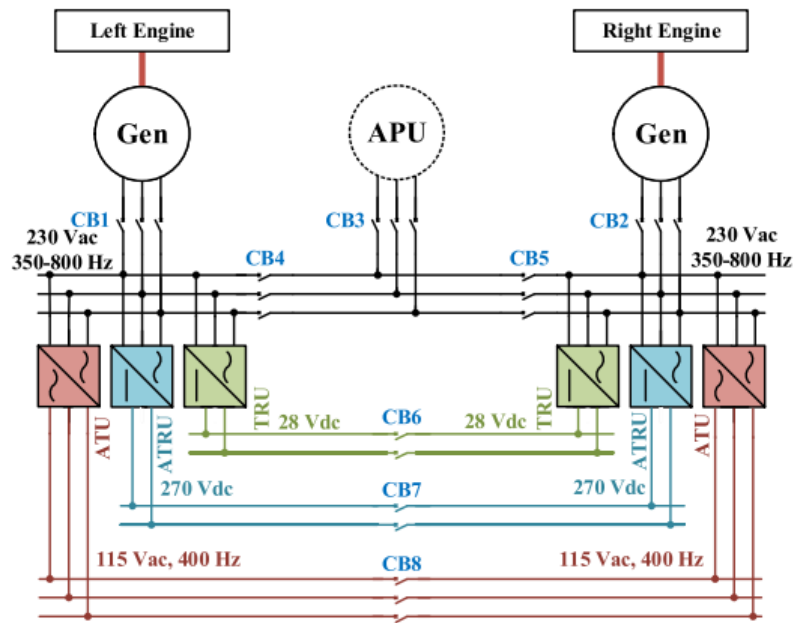 Left Engine
Right Engine
Gen
APU
Gen
CB1
CB3
CB2
230 Vac
350-800 Hz
230 Vac
350-800 Hz
CB4
CB5
ATU
ATRU
TRU
TRU
ATRU
ATU
28 Vdc
CB6
28 Vdc
270 Vdc
CB7
270 Vdc
115 Vac, 400 Hz
CB8
115 Vac, 400 Hz